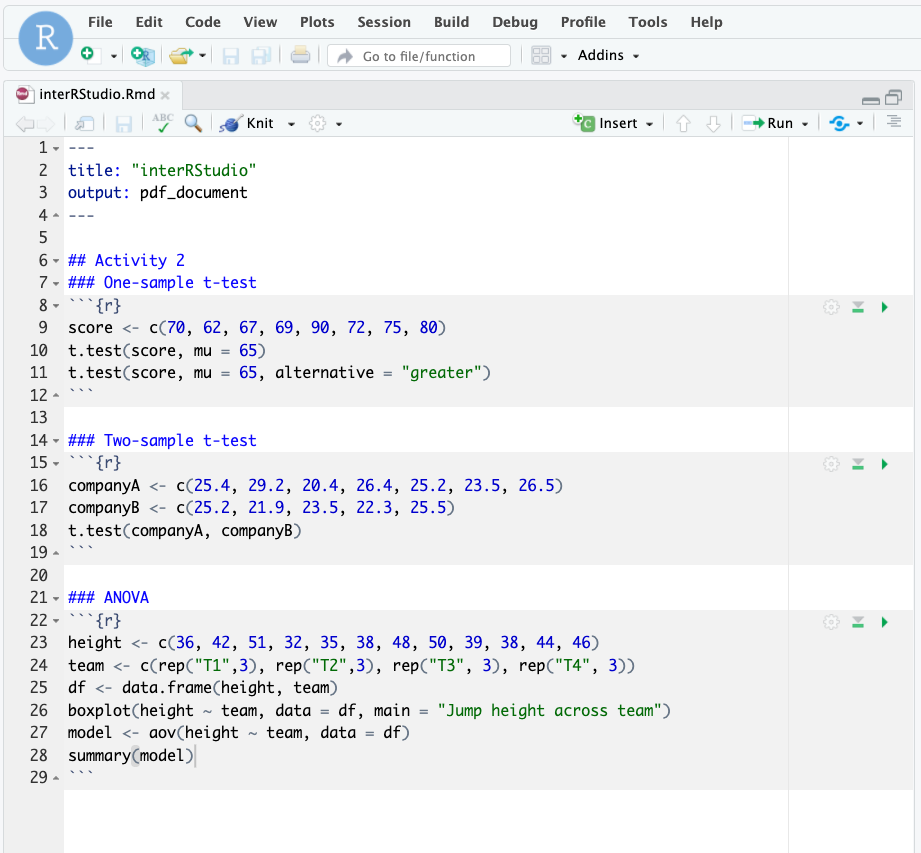 File Edit Code View Plots Session Build Debug Profile Tools Help
R
R
Go to file/function
Addins
Rmd
interRStudio.Rmd
ABC
Knit
C
Insert
Run
1 ---
2 title: "interRStudio"
3 output: pdf_document
4 ---
5
6 ## Activity 2
7 ### One-sample t-test
8 ```{r}
9 score <- c(70, 62, 67, 69, 90, 72, 75, 80)
10 t.test(score, mu = 65)
11 t.test(score, mu = 65, alternative = "greater")
12 ```
13
14 ### Two-sample t-test
15 ```{r}
16 companyA <- c(25.4, 29.2, 20.4, 26.4, 25.2, 23.5, 26.5)
17 companyB <- c(25.2, 21.9, 23.5, 22.3, 25.5)
18 t.test(companyA, companyB)
19 ```
20
21 ### ANOVA
22 ```{r}
23 height <- c(36, 42, 51, 32, 35, 38, 48, 50, 39, 38, 44, 46)
24 team <- c(rep("T1",3), rep("T2",3), rep("T3", 3), rep("T4", 3))
25 df <- data.frame(height, team)
26 boxplot(height ~ team, data = df, main = "Jump height across team")
27 model <- aov(height ~ team, data = df)
28 summary(model)
29 ```